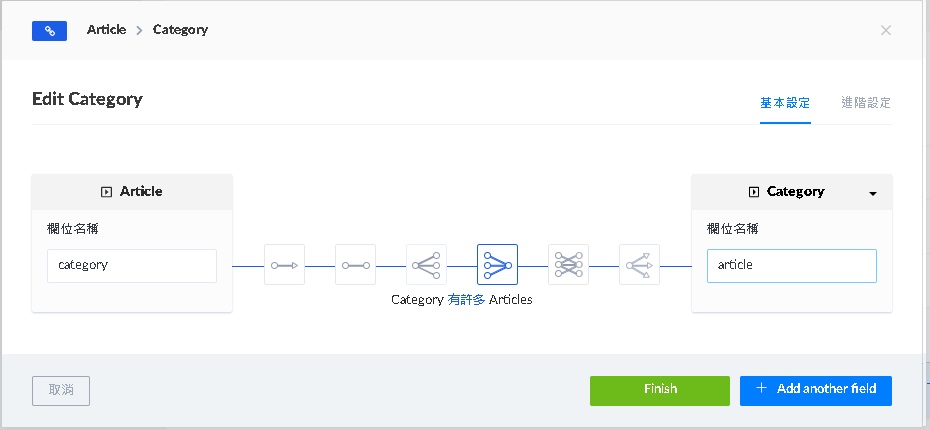 Article > Category
×
Edit Category
基本設定
進階設定
Article
欄位名稱
category
Category 有許多 Articles
Category
欄位名稱
article
取消
Finish
+ Add another field